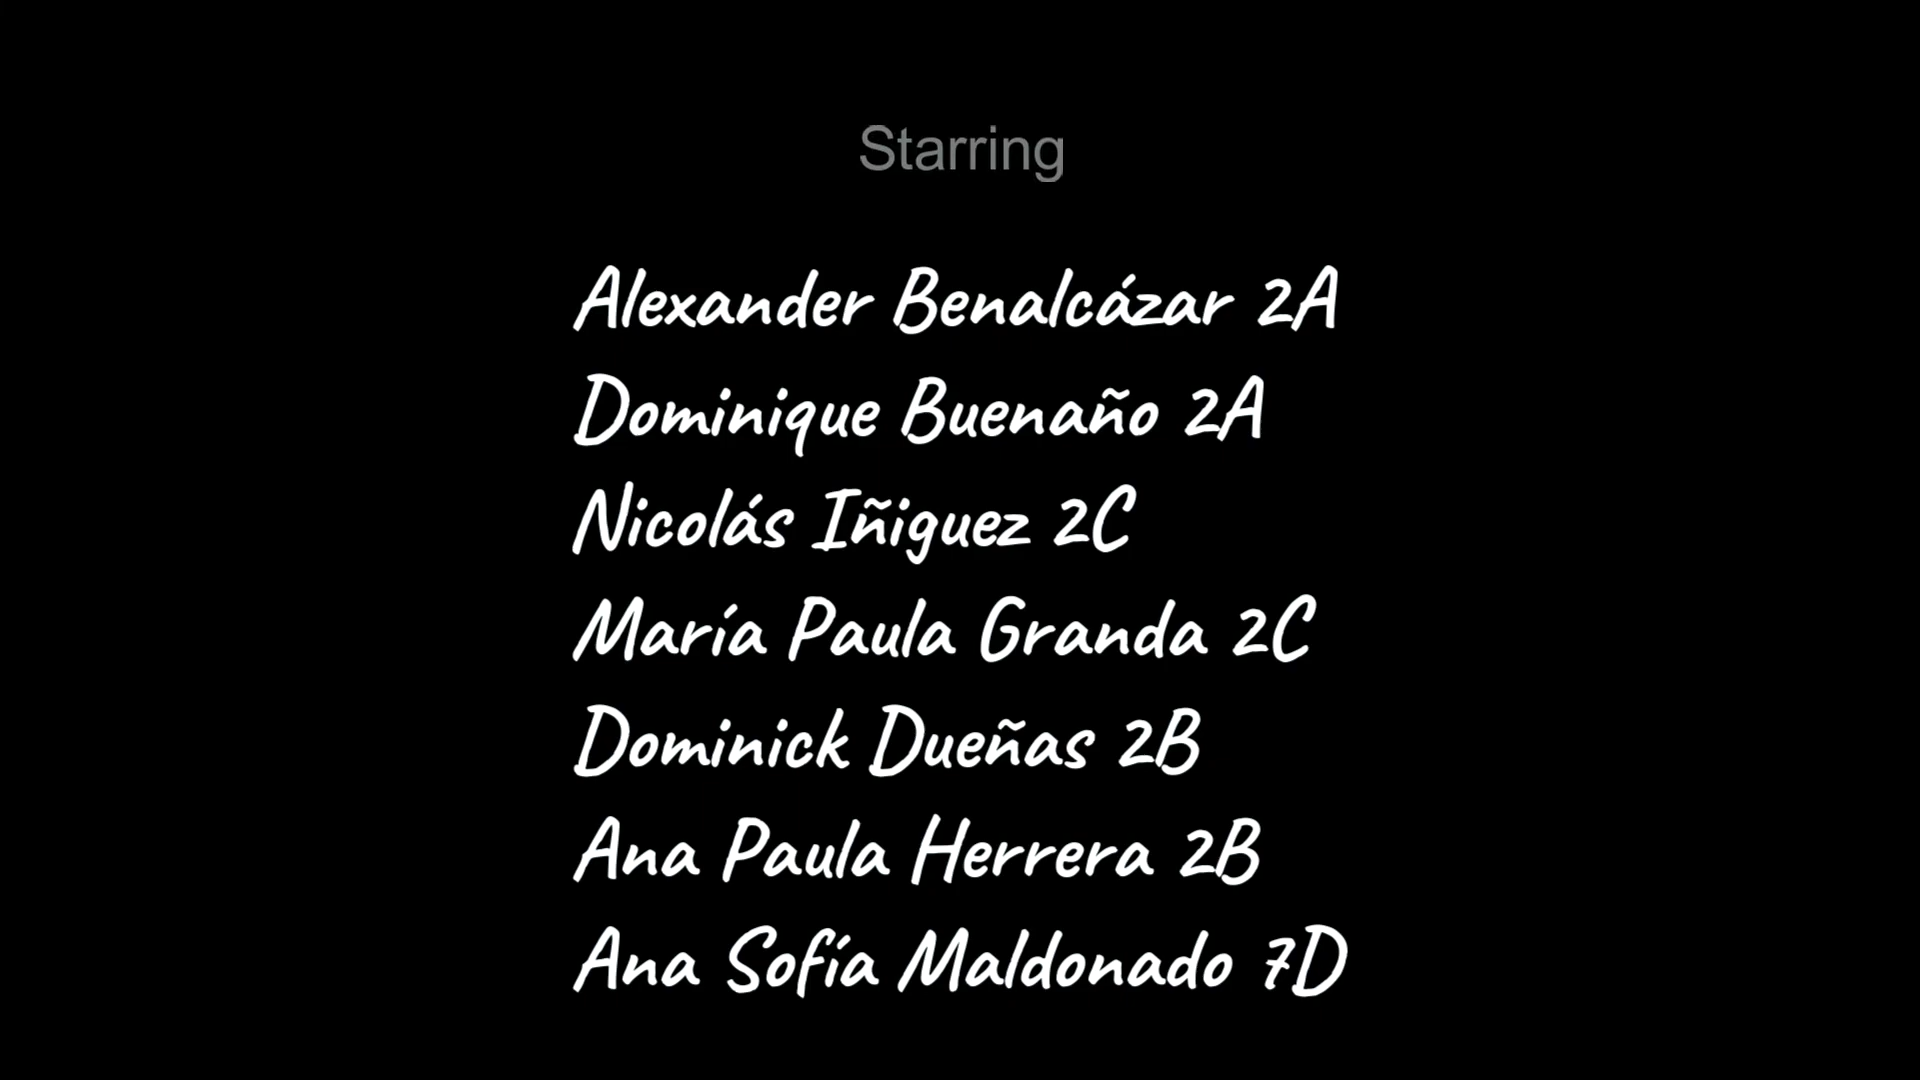 Starring
Alexander Benalcázar 2A
Dominique Buenaño 2A
Nicolás Iñiguez 2C
María Paula Granda 2C
Dominick Dueñas 2B
Ana Paula Herrera 2B
Ana Sofía Maldonado 7D